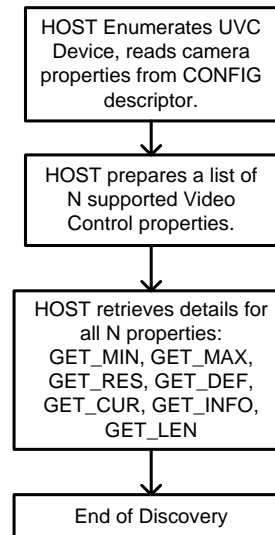 HOST Enumerates UVC
Device, reads camera
properties from CONFIG
descriptor.
HOST prepares a list of
N supported Video
Control properties.
HOST retrieves details for
all N properties:
GET_MIN, GET_MAX,
GET_RES, GET_DEF,
GET_CUR, GET_INFO,
GET_LEN
End of Discovery